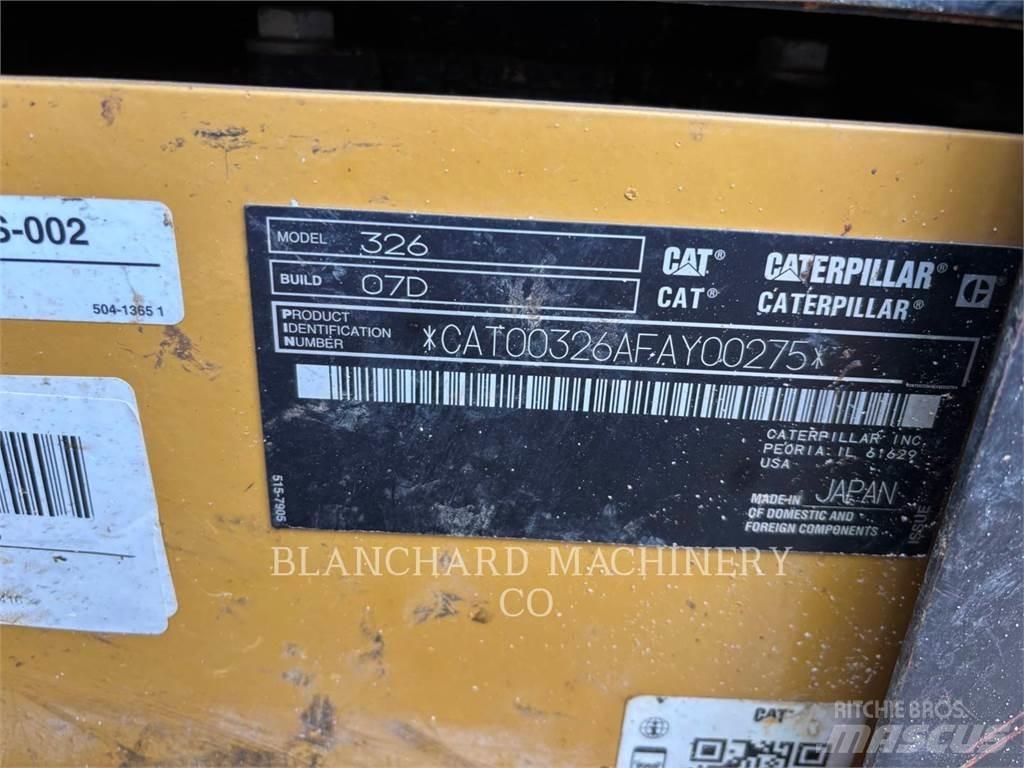 S-002
504-1365 1
MODEL 326
BUILD 07D
PRODUCT
IDENTIFICATION
NUMBER
*CAT00326AFAY00275*
CAT® CATERPILLAR®
CAT® CATERPILLAR®
CATERPILLAR INC.
PEORIA IL 61629
USA
MADE IN JAPAN
OF DOMESTIC AND
FOREIGN COMPONENTS
515-7905
ISSUE
BLANCHARD MACHINERY
CO.
CAT
RITCHIE BROS.
MASCUS